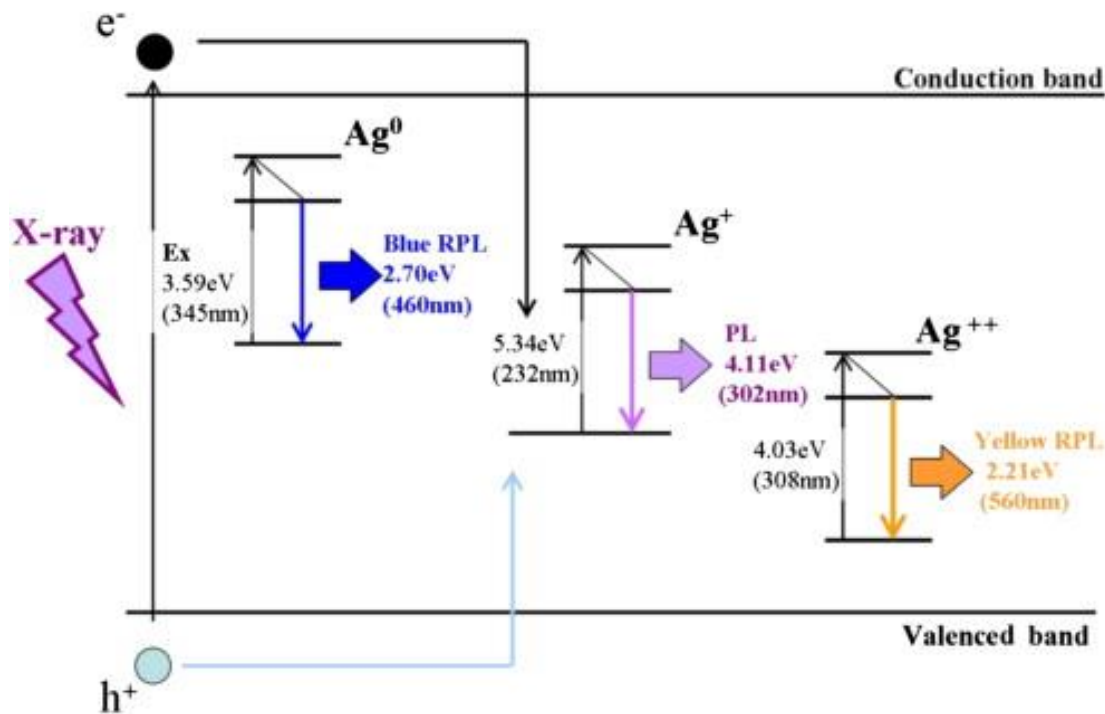 e⁻
Conduction band
Ag⁰
X-ray
Ex
3.59eV
(345nm)
Blue RPL
2.70eV
(460nm)
Ag⁺
5.34eV
(232nm)
PL
4.11eV
(302nm)
Ag⁺⁺
4.03eV
(308nm)
Yellow RPL
2.21eV
(560nm)
Valenced band
h⁺